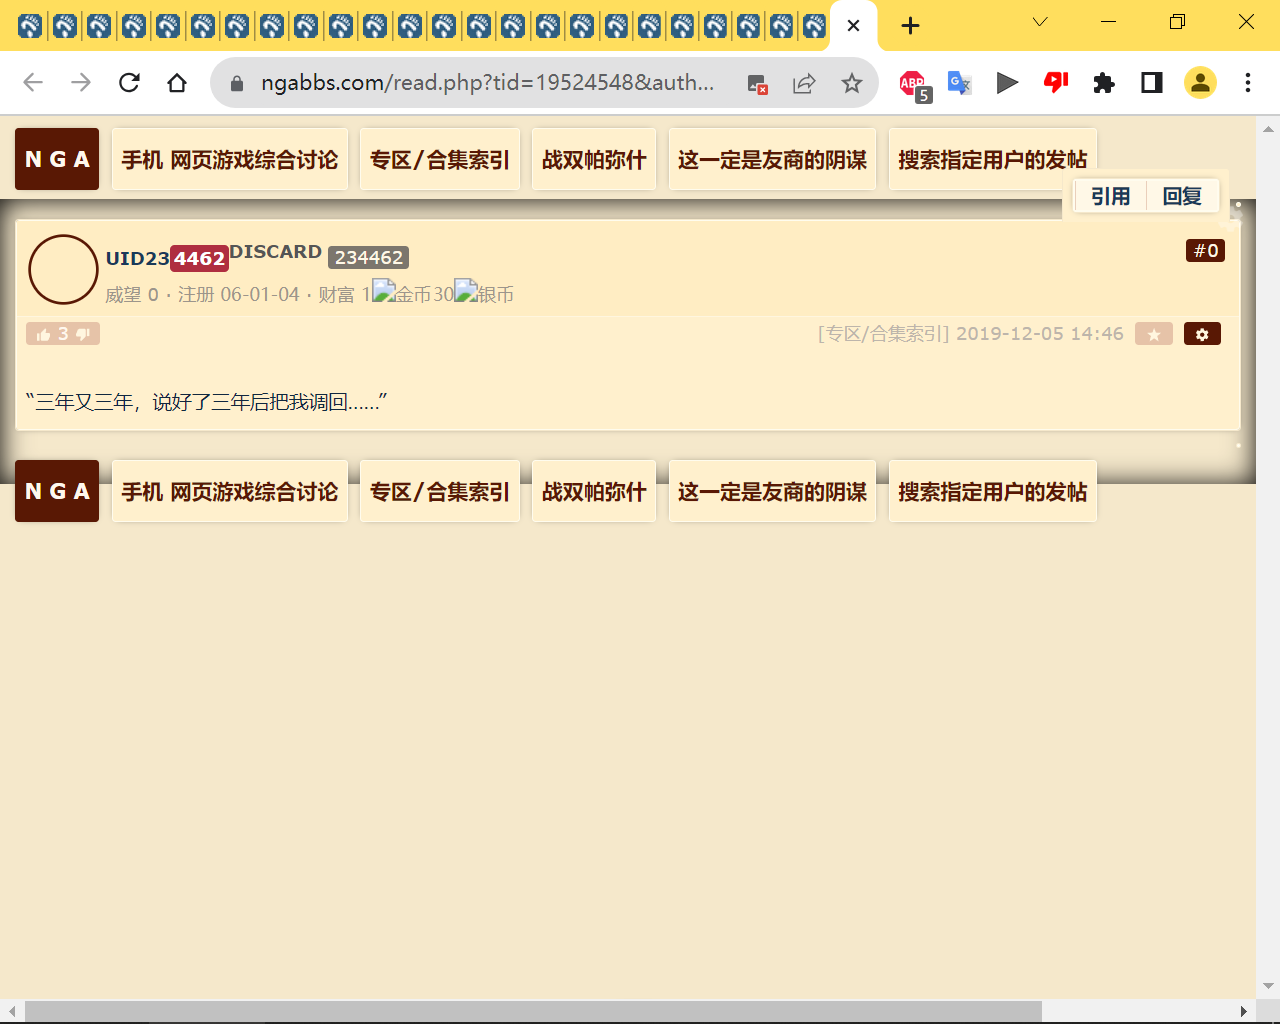 ngabbs.com/read.php?tid=19524548&auth...
ABP
5
N G A
手机 网页游戏综合讨论
专区/合集索引
战双帕弥什
这一定是友商的阴谋
搜索指定用户的发帖
引用 回复
UID234462DISCARD 234462
#0
威望 0 · 注册 06-01-04 · 财富 1金币30银币
3
[专区/合集索引] 2019-12-05 14:46
“三年又三年，说好了三年后把我调回......”
N G A
手机 网页游戏综合讨论
专区/合集索引
战双帕弥什
这一定是友商的阴谋
搜索指定用户的发帖